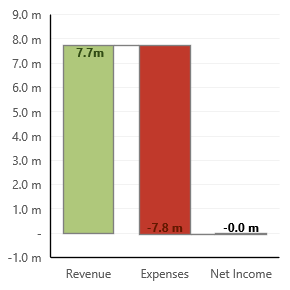 9.0 m
8.0 m
7.0 m
6.0 m
5.0 m
4.0 m
3.0 m
2.0 m
1.0 m
-
-1.0 m
7.7m
-7.8 m
-0.0 m
Revenue
Expenses
Net Income